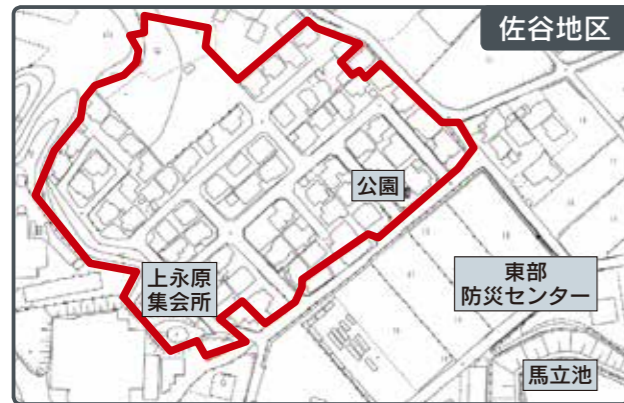 佐谷地区
公園
上永原
集会所
東部
防災センター
馬立池